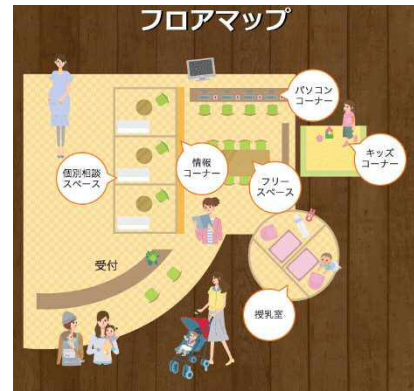 フロアマップ
パソコン
コーナー
キッズ
コーナー
個別相談
スペース
情報
コーナー
フリー
スペース
受付
授乳室